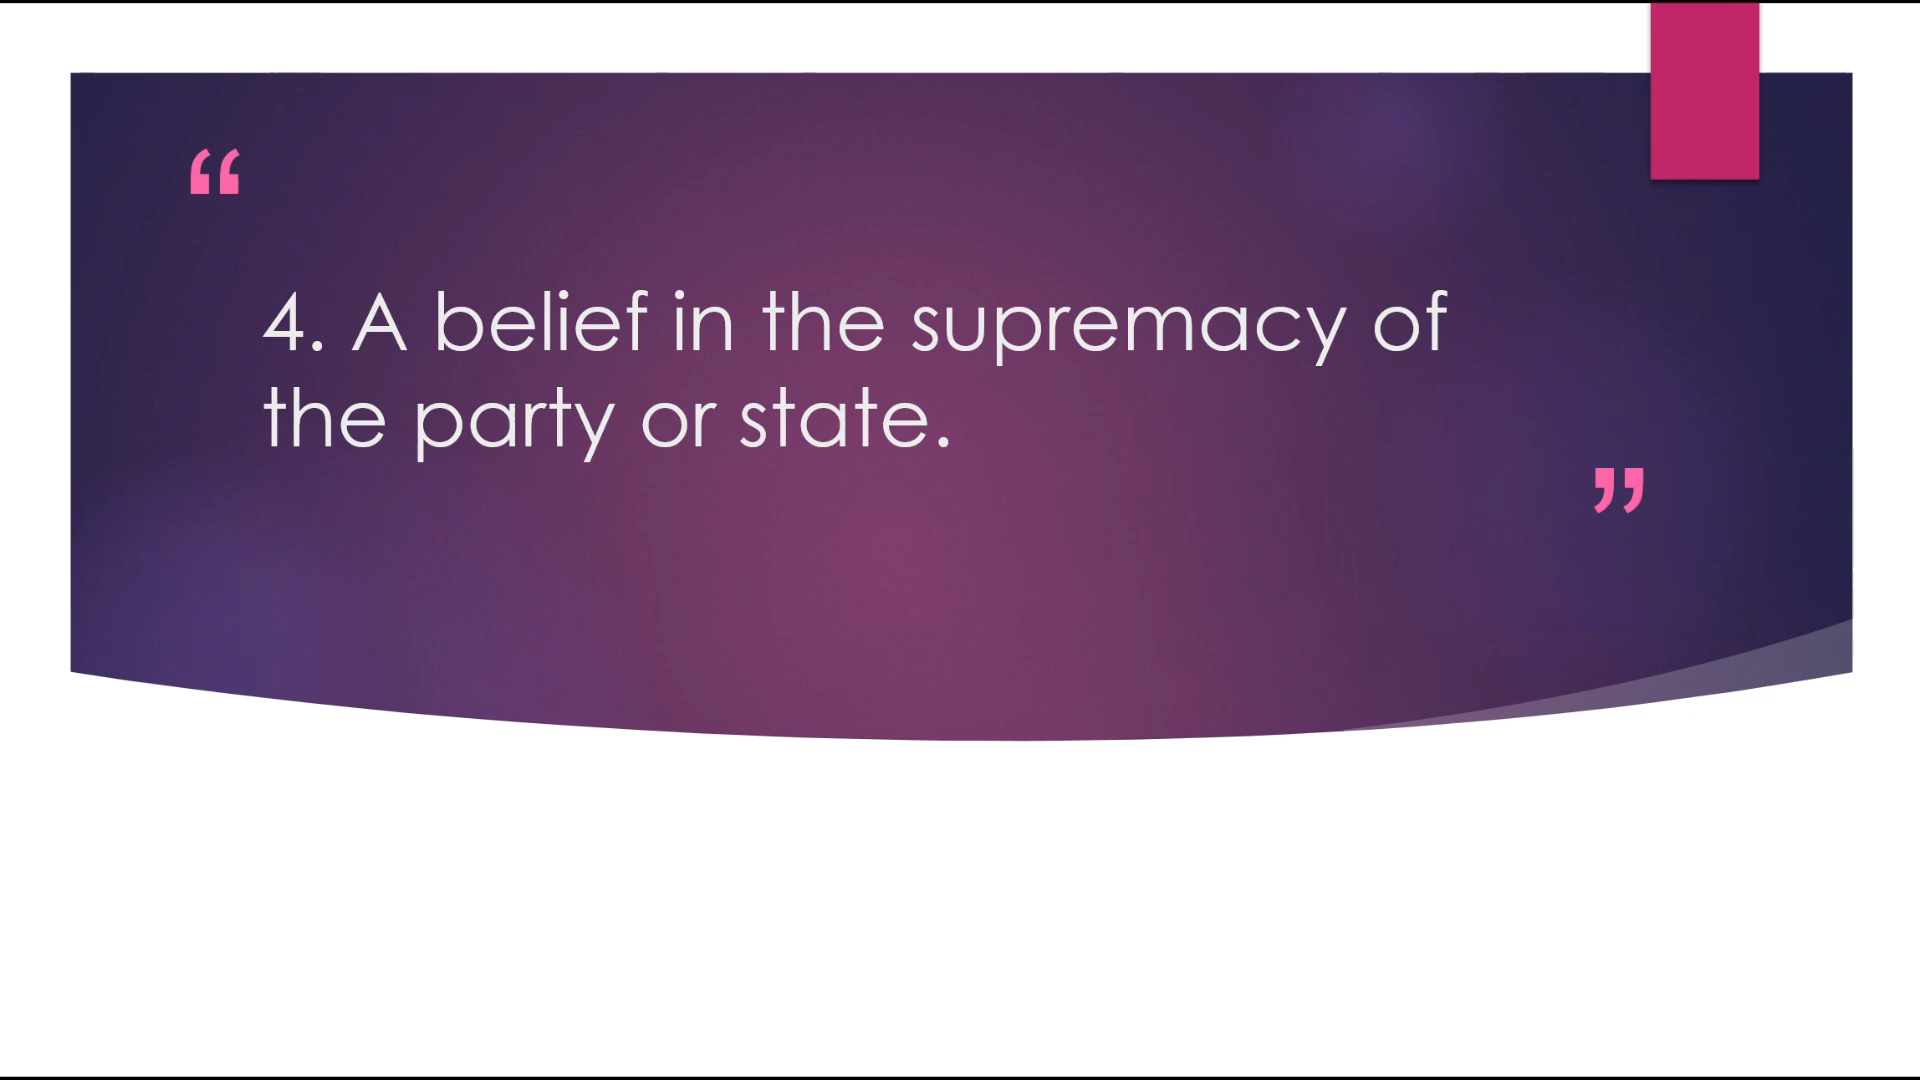 “
4. A belief in the supremacy of
the party or state.
”